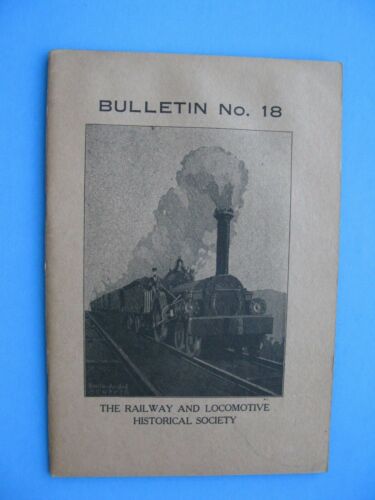 BULLETIN No. 18
THE RAILWAY AND LOCOMOTIVE
HISTORICAL SOCIETY